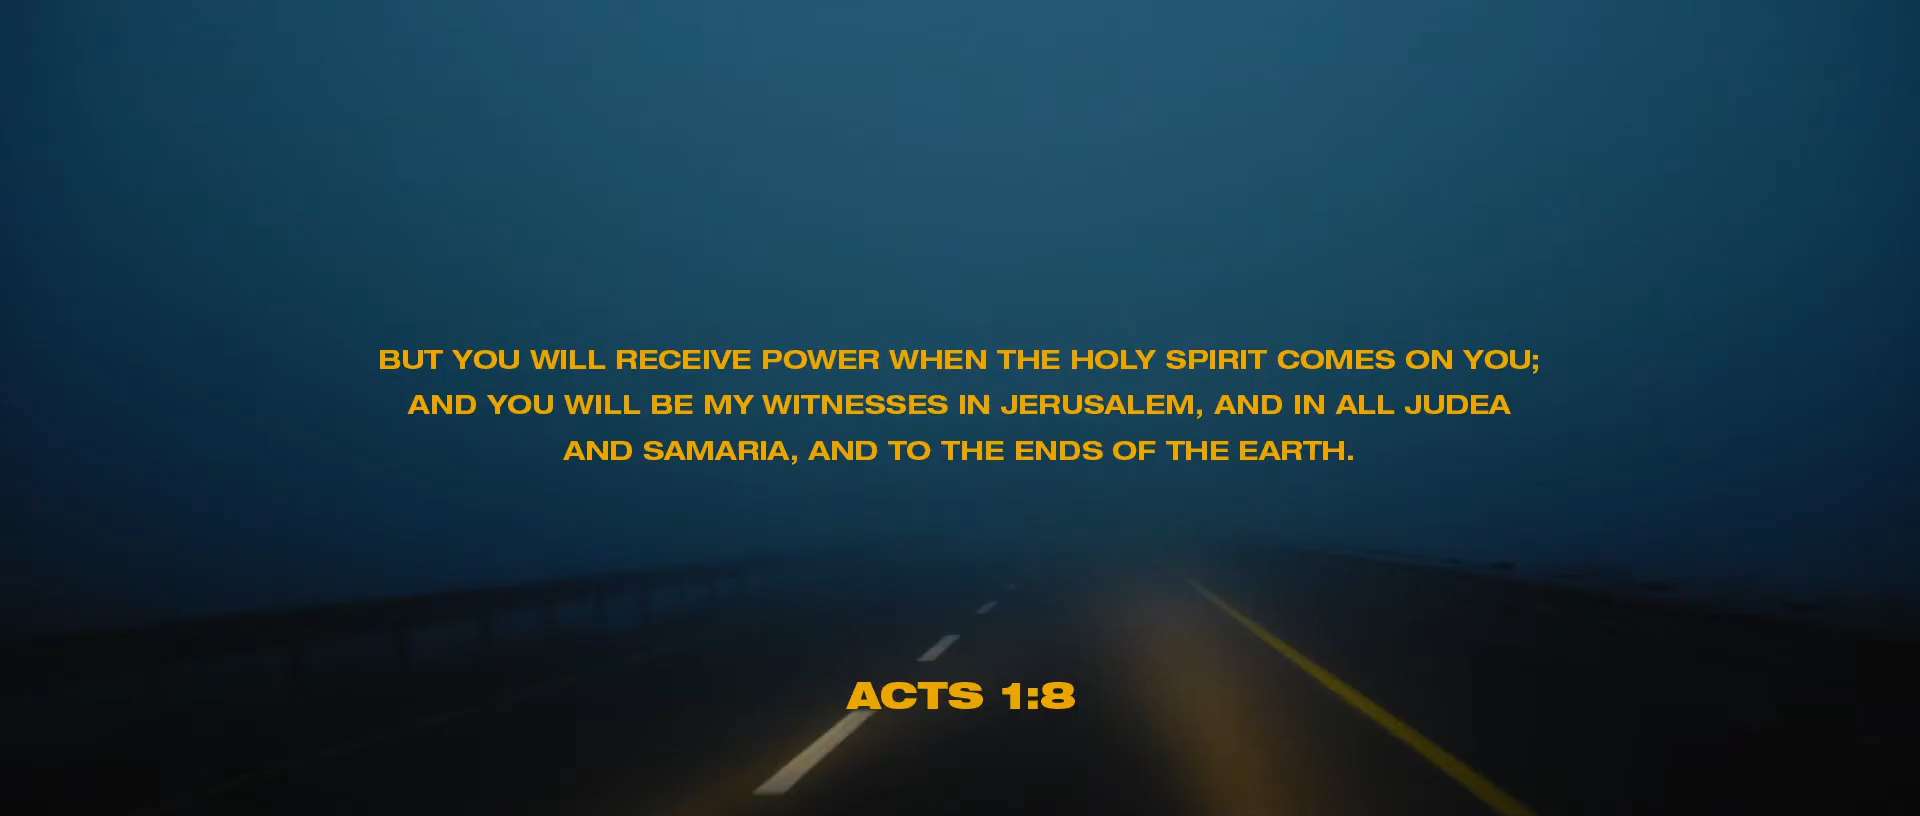 BUT YOU WILL RECEIVE POWER WHEN THE HOLY SPIRIT COMES ON YOU;
AND YOU WILL BE MY WITNESSES IN JERUSALEM, AND IN ALL JUDEA
AND SAMARIA, AND TO THE ENDS OF THE EARTH.
ACTS 1:8